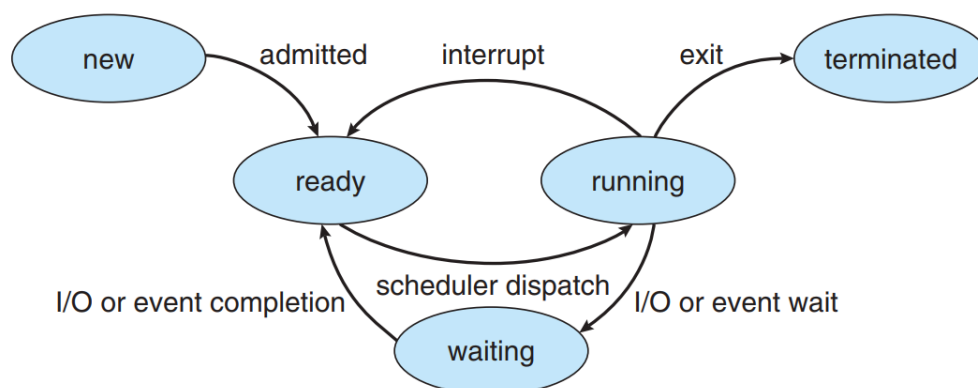 new
admitted
interrupt
exit
terminated
ready
running
scheduler dispatch
I/O or event completion
I/O or event wait
waiting